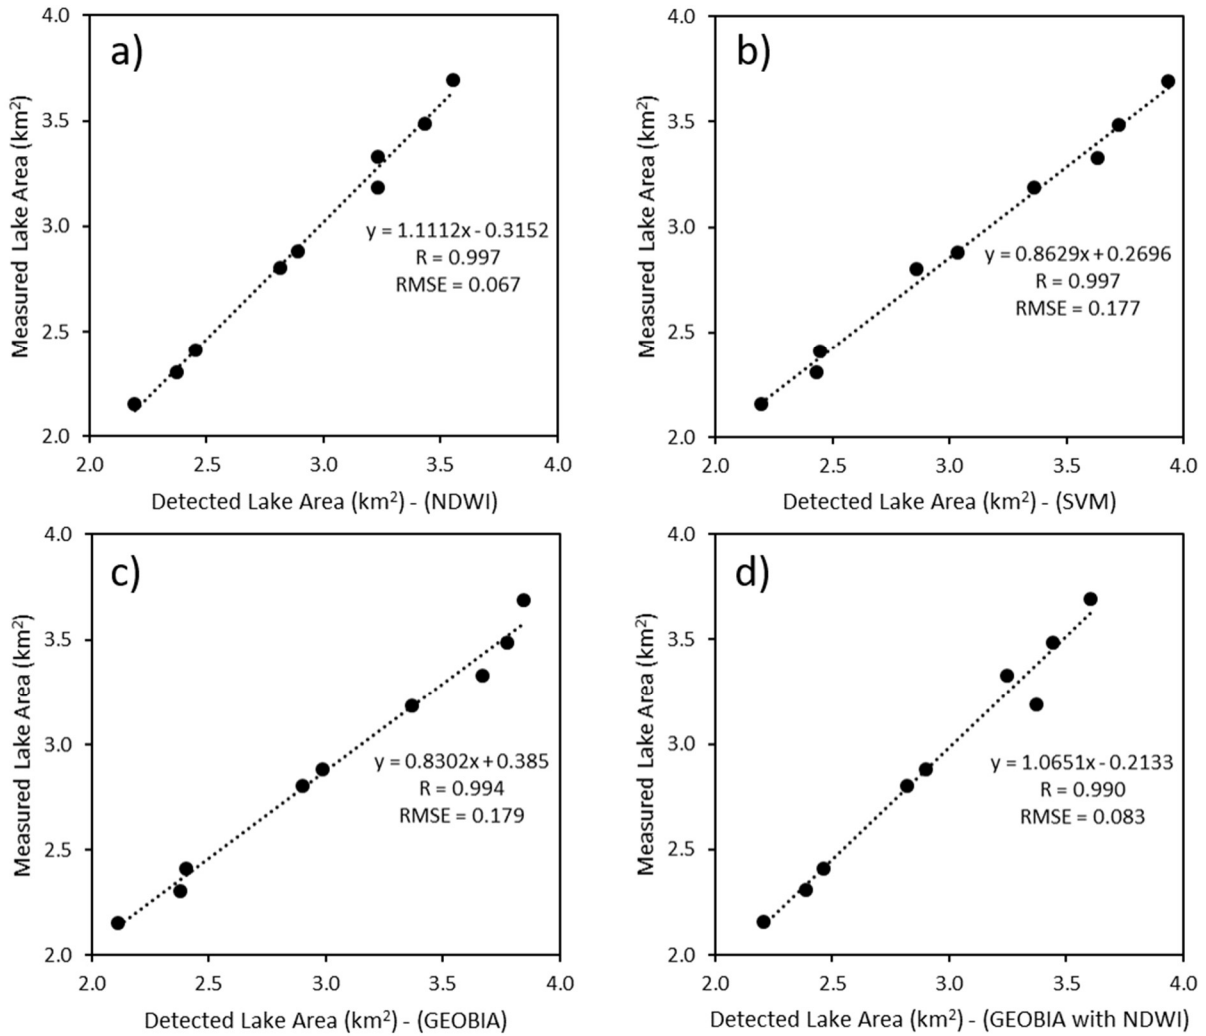 a)
4.0
3.5
3.0
2.5
2.0
Measured Lake Area (km²)
y = 1.1112x - 0.3152
R = 0.997
RMSE = 0.067
2.0 2.5 3.0 3.5 4.0
Detected Lake Area (km²) - (NDWI)
b)
4.0
3.5
3.0
2.5
2.0
Measured Lake Area (km²)
y = 0.8629x + 0.2696
R = 0.997
RMSE = 0.177
2.0 2.5 3.0 3.5 4.0
Detected Lake Area (km²) - (SVM)
c)
4.0
3.5
3.0
2.5
2.0
Measured Lake Area (km²)
y = 0.8302x + 0.385
R = 0.994
RMSE = 0.179
2.0 2.5 3.0 3.5 4.0
Detected Lake Area (km²) - (GEOBIA)
d)
4.0
3.5
3.0
2.5
2.0
Measured Lake Area (km²)
y = 1.0651x - 0.2133
R = 0.990
RMSE = 0.083
2.0 2.5 3.0 3.5 4.0
Detected Lake Area (km²) - (GEOBIA with NDWI)